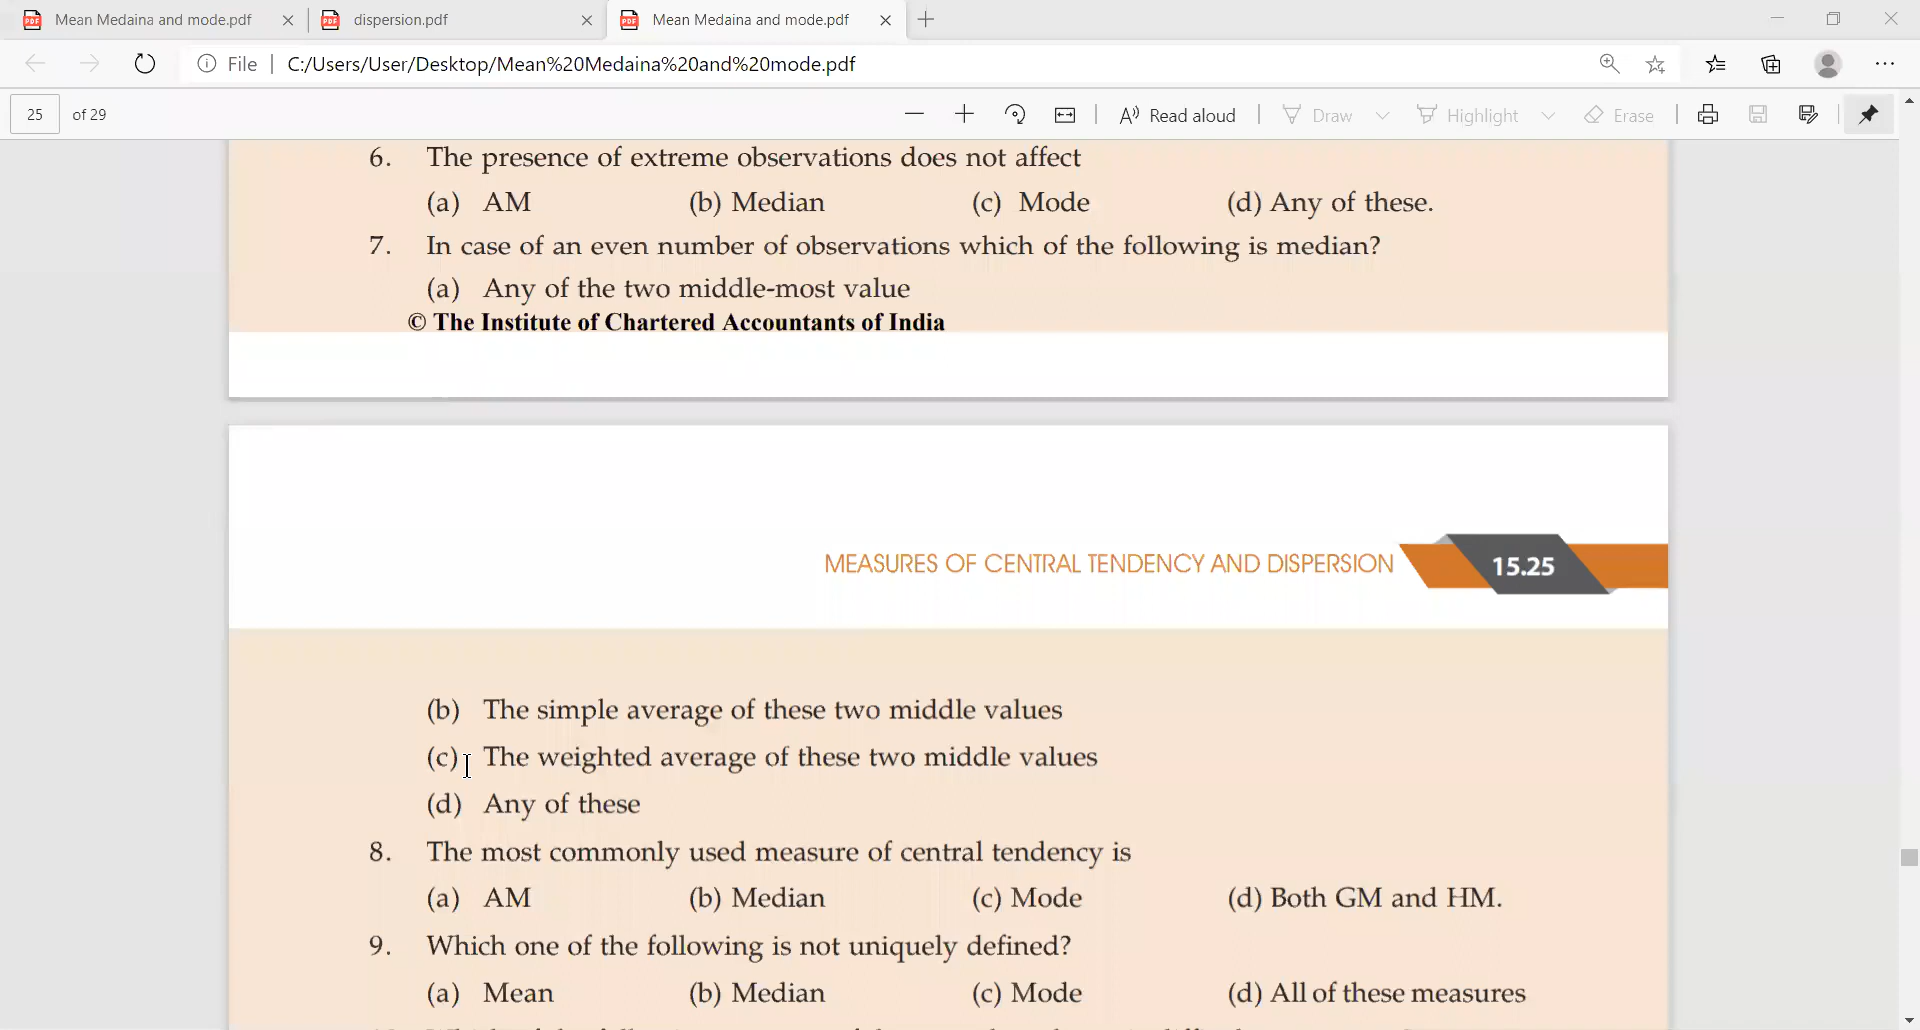 Mean Medaina and mode.pdf
dispersion.pdf
Mean Medaina and mode.pdf
File
C:/Users/User/Desktop/Mean%20Medaina%20and%20mode.pdf
25 of 29
Read aloud
Draw
Highlight
Erase
6. The presence of extreme observations does not affect
(a) AM (b) Median (c) Mode (d) Any of these.
7. In case of an even number of observations which of the following is median?
(a) Any of the two middle-most value
© The Institute of Chartered Accountants of India
MEASURES OF CENTRAL TENDENCY AND DISPERSION 15.25
(b) The simple average of these two middle values
(c) The weighted average of these two middle values
(d) Any of these
8. The most commonly used measure of central tendency is
(a) AM (b) Median (c) Mode (d) Both GM and HM.
9. Which one of the following is not uniquely defined?
(a) Mean (b) Median (c) Mode (d) All of these measures